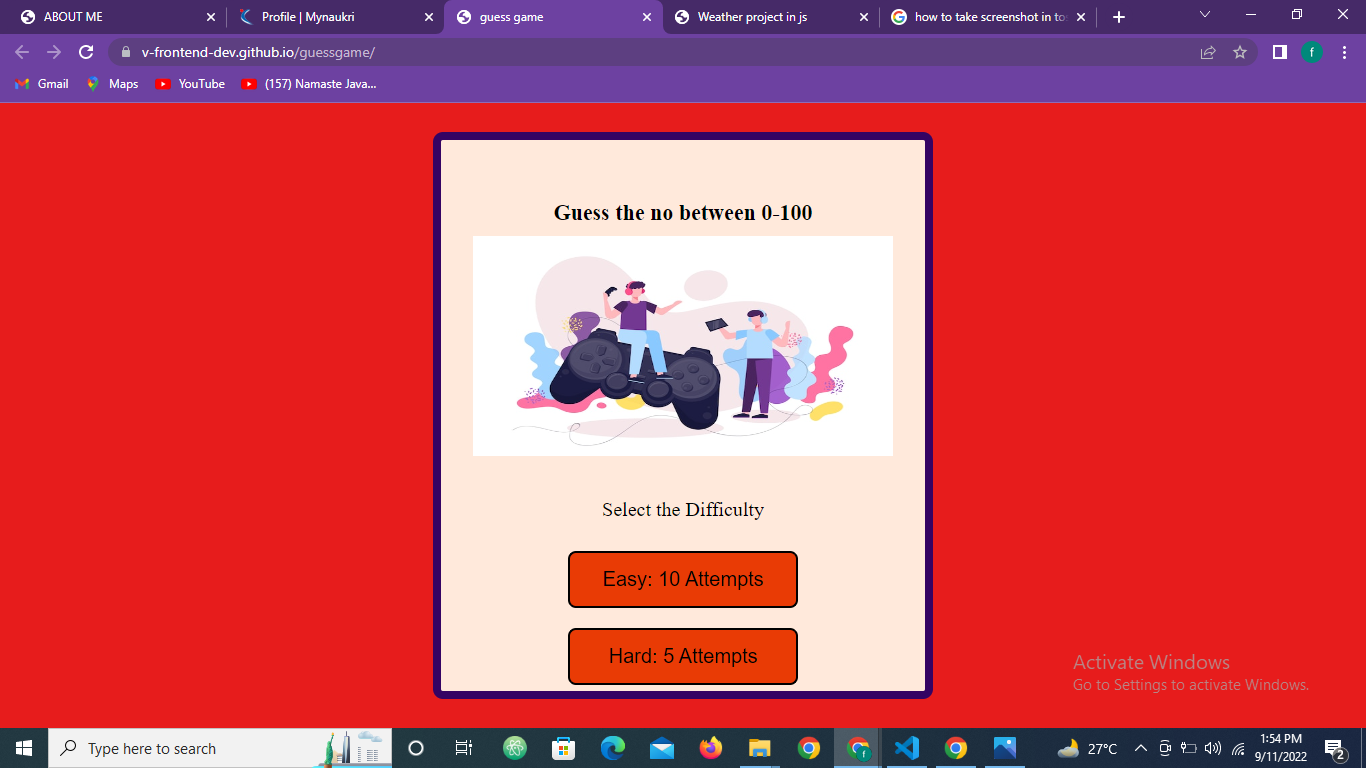 ABOUT ME
Profile | Mynaukri
guess game
Weather project in js
how to take screenshot in to
v-frontend-dev.github.io/guessgame/
f
Gmail
Maps
YouTube
(157) Namaste Java...
Guess the no between 0-100
Select the Difficulty
Easy: 10 Attempts
Hard: 5 Attempts
Activate Windows
Go to Settings to activate Windows.
Type here to search
f
27°C
1:54 PM
9/11/2022
2